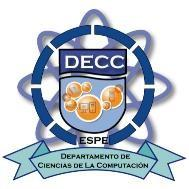 DECC
ESPE
DEPARTAMENTO DE
CIENCIAS DE LA COMPUTACIÓN